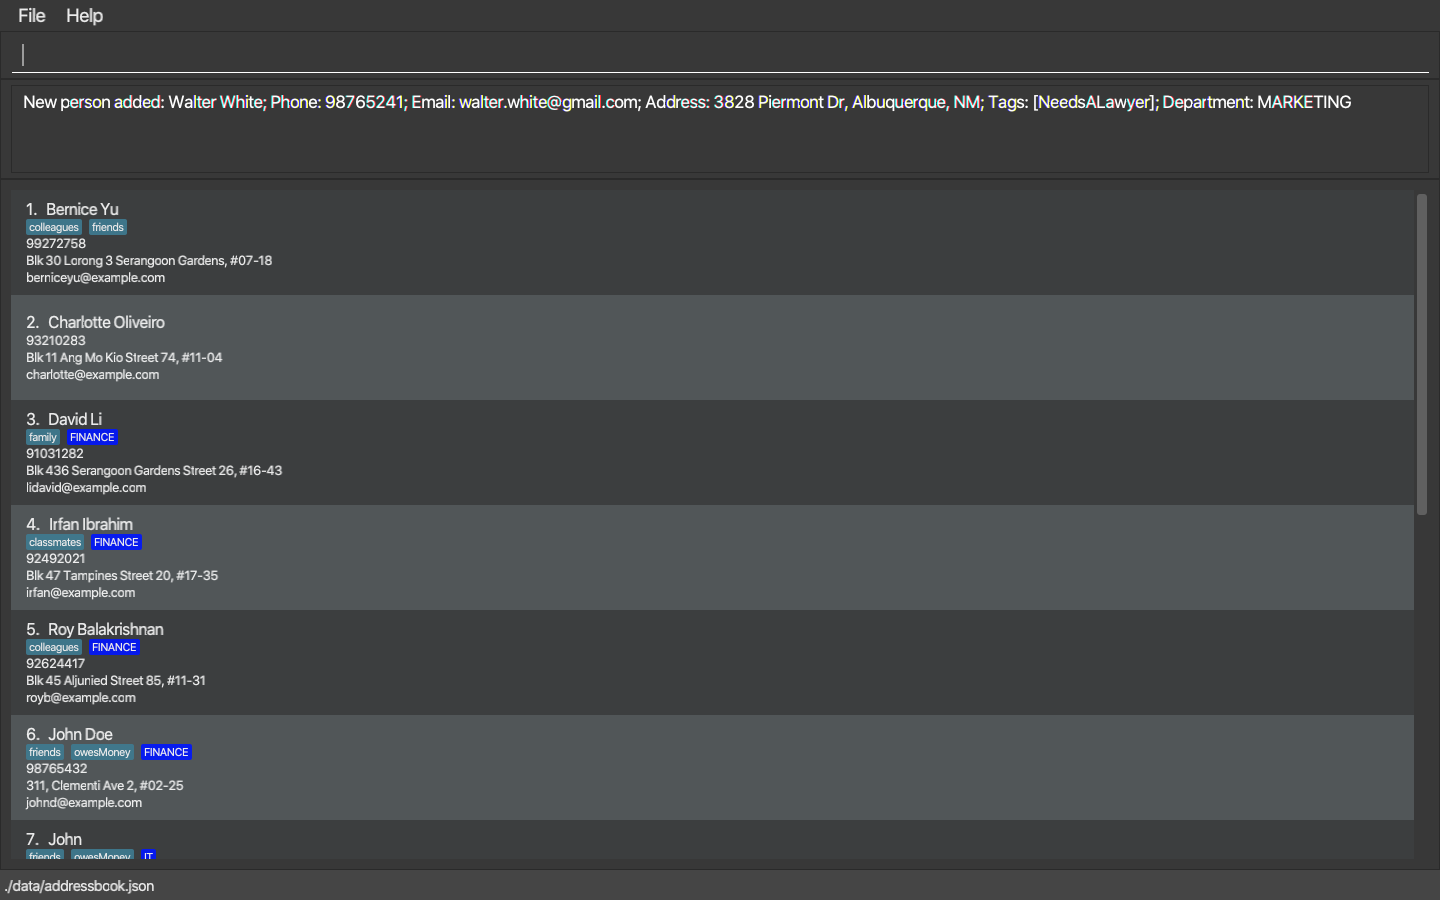 File Help
New person added: Walter White; Phone: 98765241; Email: walter.white@gmail.com; Address: 3828 Piermont Dr, Albuquerque, NM; Tags: [NeedsALawyer]; Department: MARKETING
1. Bernice Yu
colleagues friends
99272758
Blk 30 Lorong 3 Serangoon Gardens, #07-18
berniceyu@example.com
2. Charlotte Oliveiro
93210283
Blk 11 Ang Mo Kio Street 74, #11-04
charlotte@example.com
3. David Li
family FINANCE
91031282
Blk 436 Serangoon Gardens Street 26, #16-43
lidavid@example.com
4. Irfan Ibrahim
classmates FINANCE
92492021
Blk 47 Tampines Street 20, #17-35
irfan@example.com
5. Roy Balakrishnan
colleagues FINANCE
92624417
Blk 45 Aljunied Street 85, #11-31
royb@example.com
6. John Doe
friends owesMoney FINANCE
98765432
311, Clementi Ave 2, #02-25
johnd@example.com
7. John
friends owesMoney IT
./data/addressbook.json